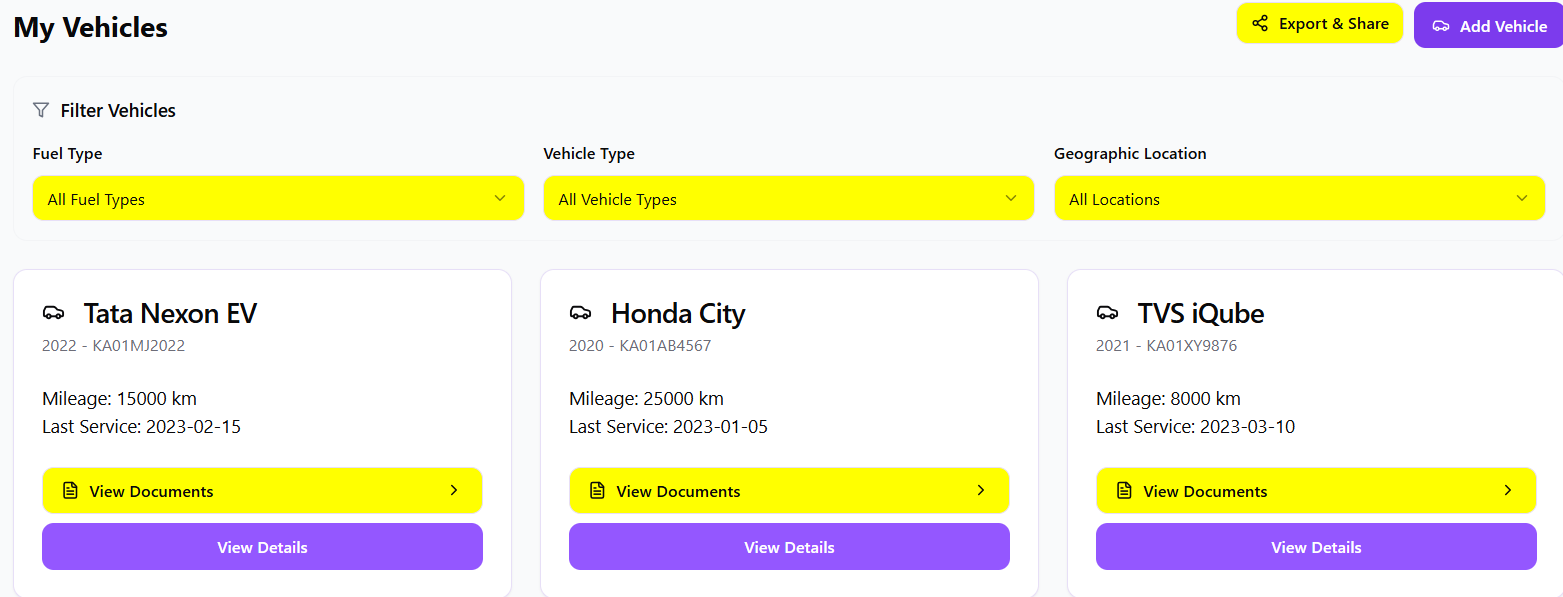 My Vehicles
Export & Share
Add Vehicle
Filter Vehicles
Fuel Type
Vehicle Type
Geographic Location
All Fuel Types
All Vehicle Types
All Locations
Tata Nexon EV
2022 - KA01MJ2022
Mileage: 15000 km
Last Service: 2023-02-15
View Documents
View Details
Honda City
2020 - KA01AB4567
Mileage: 25000 km
Last Service: 2023-01-05
View Documents
View Details
TVS iQube
2021 - KA01XY9876
Mileage: 8000 km
Last Service: 2023-03-10
View Documents
View Details